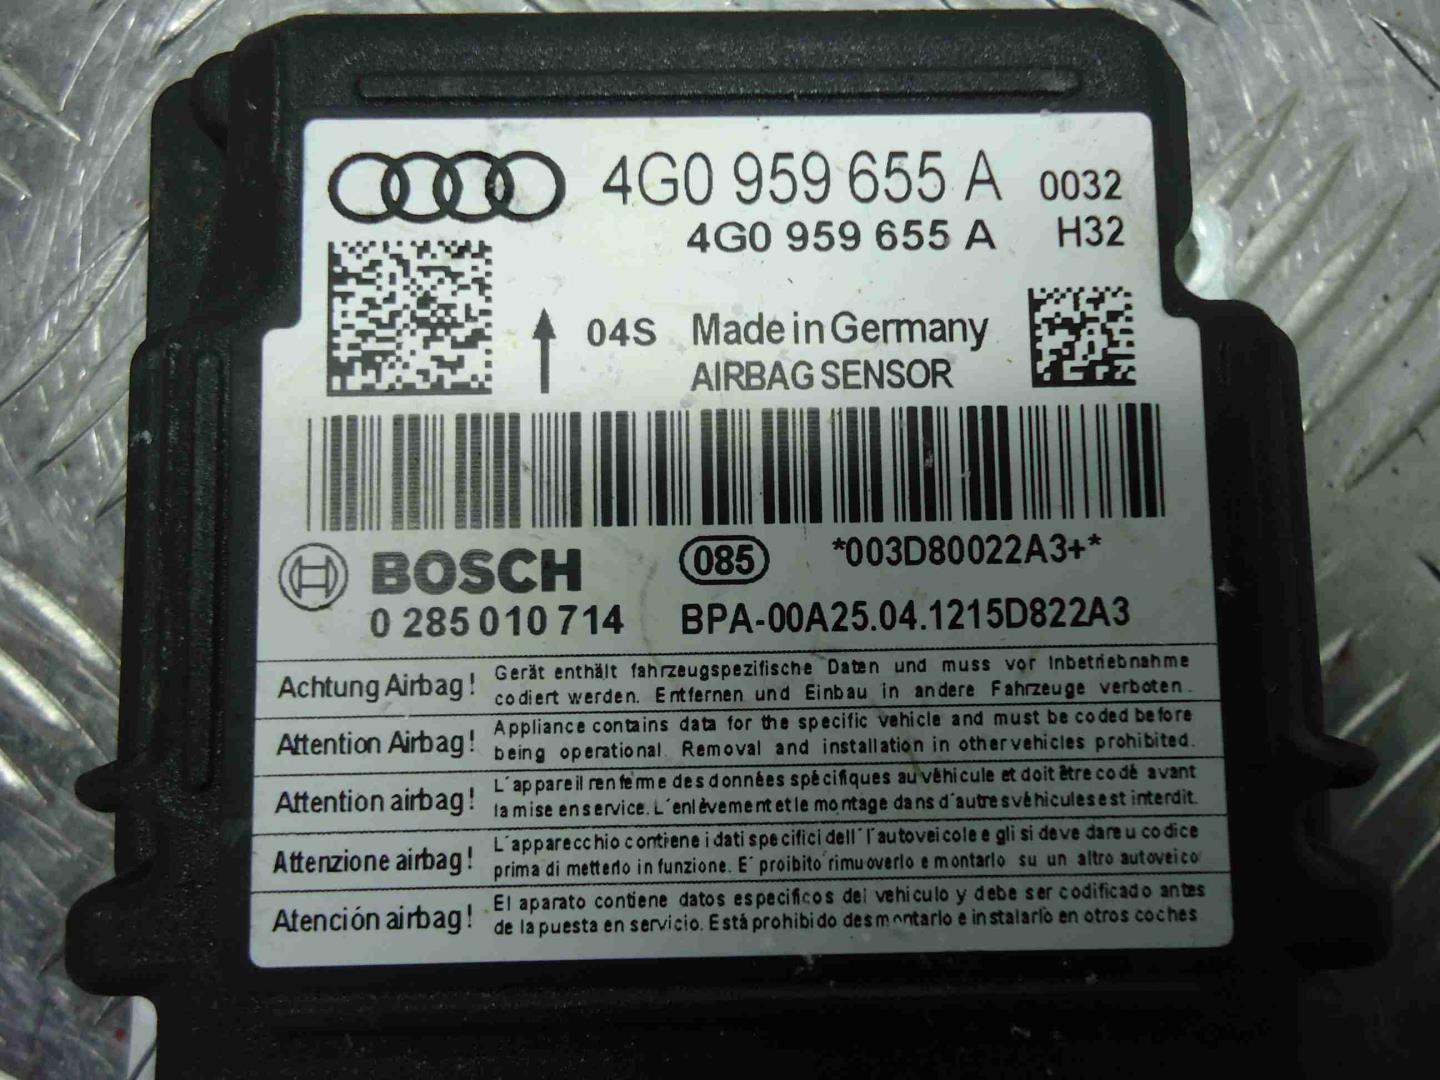 4G0 959 655 A 0032
4G0 959 655 A H32
04S Made in Germany
AIRBAG SENSOR
BOSCH 085 *003D80022A3+*
0 285 010 714 BPA-00A25.04.1215D822A3
Achtung Airbag! Gerät enthält fahrzeugspezifische Daten und muss vor Inbetriebnahme
codiert werden. Entfernen und Einbau in andere Fahrzeuge verboten.
Attention Airbag! Appliance contains data for the specific vehicle and must be coded before
being operational. Removal and installation in other vehicles prohibited.
Attention airbag! L'appareil renferme des données spécifiques au véhicule et doit être codé avant
la mise en service. L'enlèvement et le montage dans d'autres véhicules est interdit.
Attenzione airbag! L'apparecchio contiene i dati specifici dell' l'autoveicolo e gli si deve dare u codice
prima di metterlo in funzione. E' proibito rimuoverlo e montarlo su un altro autoveico
Atención airbag! El aparato contiene datos especificos del vehiculo y debe ser codificado antes
de la puesta en servicio. Está prohibido desmontarlo e instalarlo en otros coches